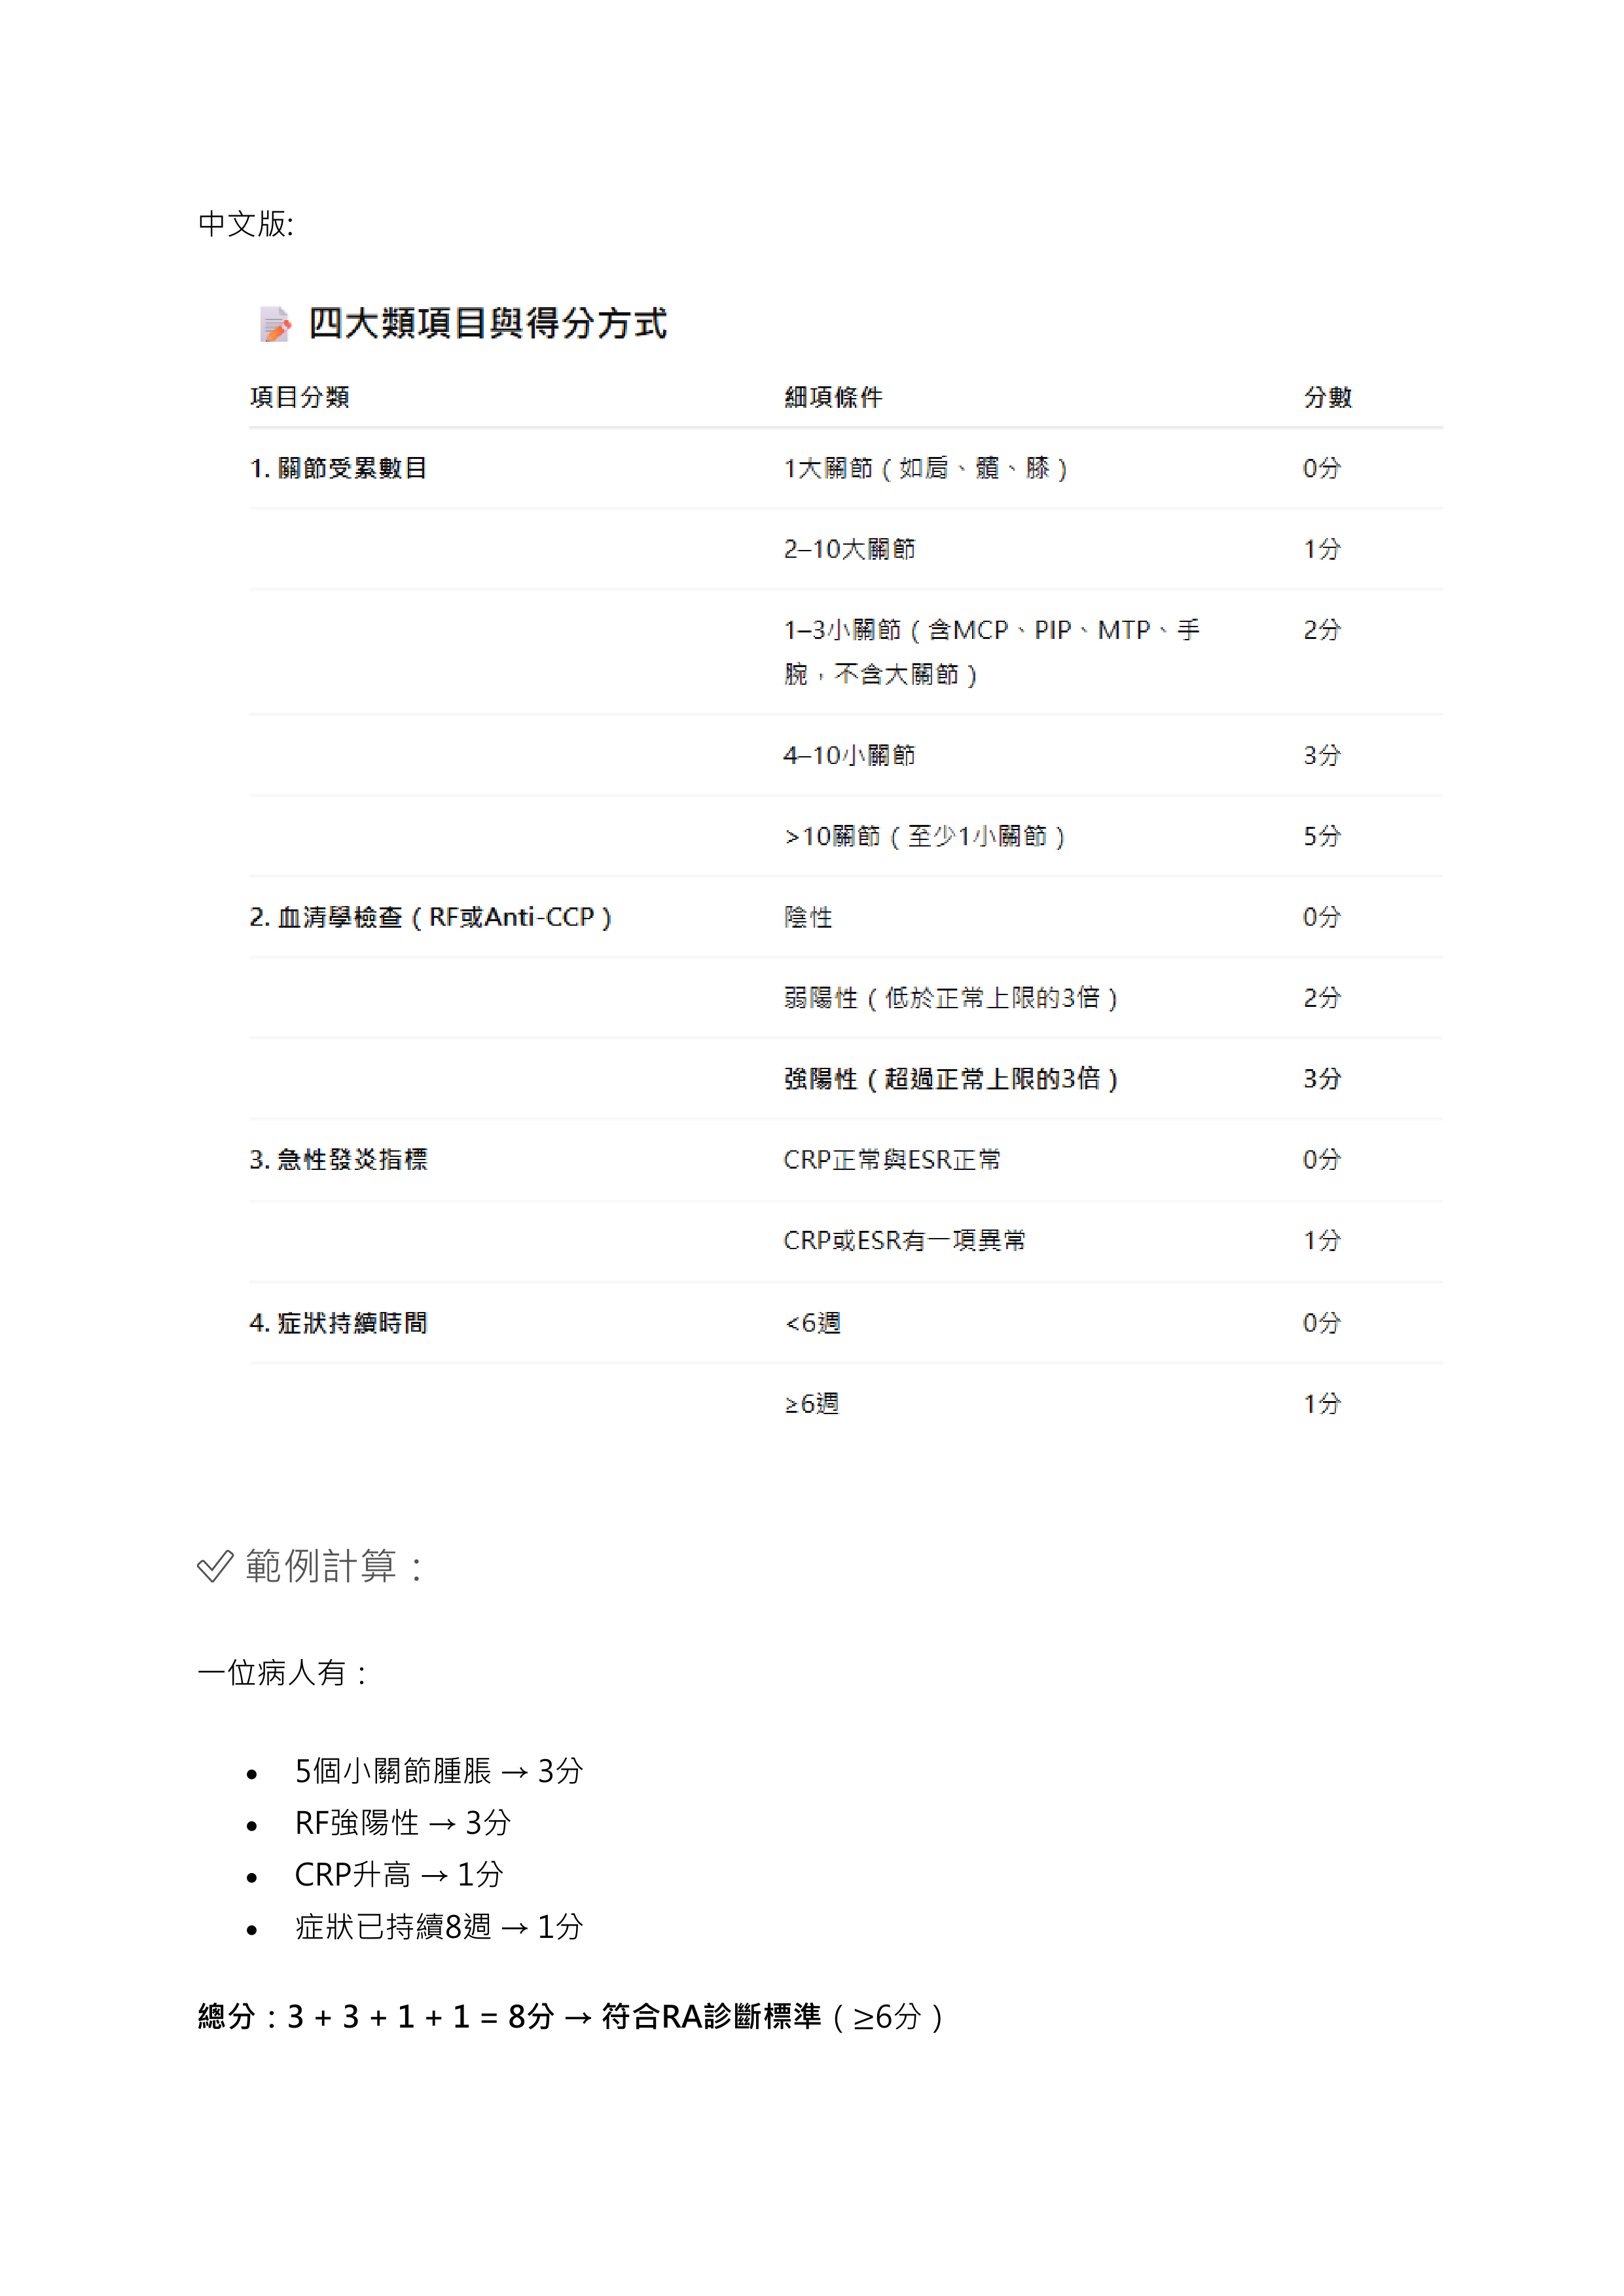 中文版:
四大類項目與得分方式
項目分類 細項條件 分數
1. 關節受累數目 1大關節（如肩、髖、膝） 0分
2–10大關節 1分
1–3小關節（含MCP、PIP、MTP、手 2分
腕，不含大關節）
4–10小關節 3分
>10關節（至少1小關節） 5分
2. 血清學檢查（RF或Anti-CCP） 陰性 0分
弱陽性（低於正常上限的3倍） 2分
強陽性（超過正常上限的3倍） 3分
3. 急性發炎指標 CRP正常與ESR正常 0分
CRP或ESR有一項異常 1分
4. 症狀持續時間 <6週 0分
≥6週 1分
範例計算：
一位病人有：
• 5個小關節腫脹 → 3分
• RF強陽性 → 3分
• CRP升高 → 1分
• 症狀已持續8週 → 1分
總分：3 + 3 + 1 + 1 = 8分 → 符合RA診斷標準（≥6分）